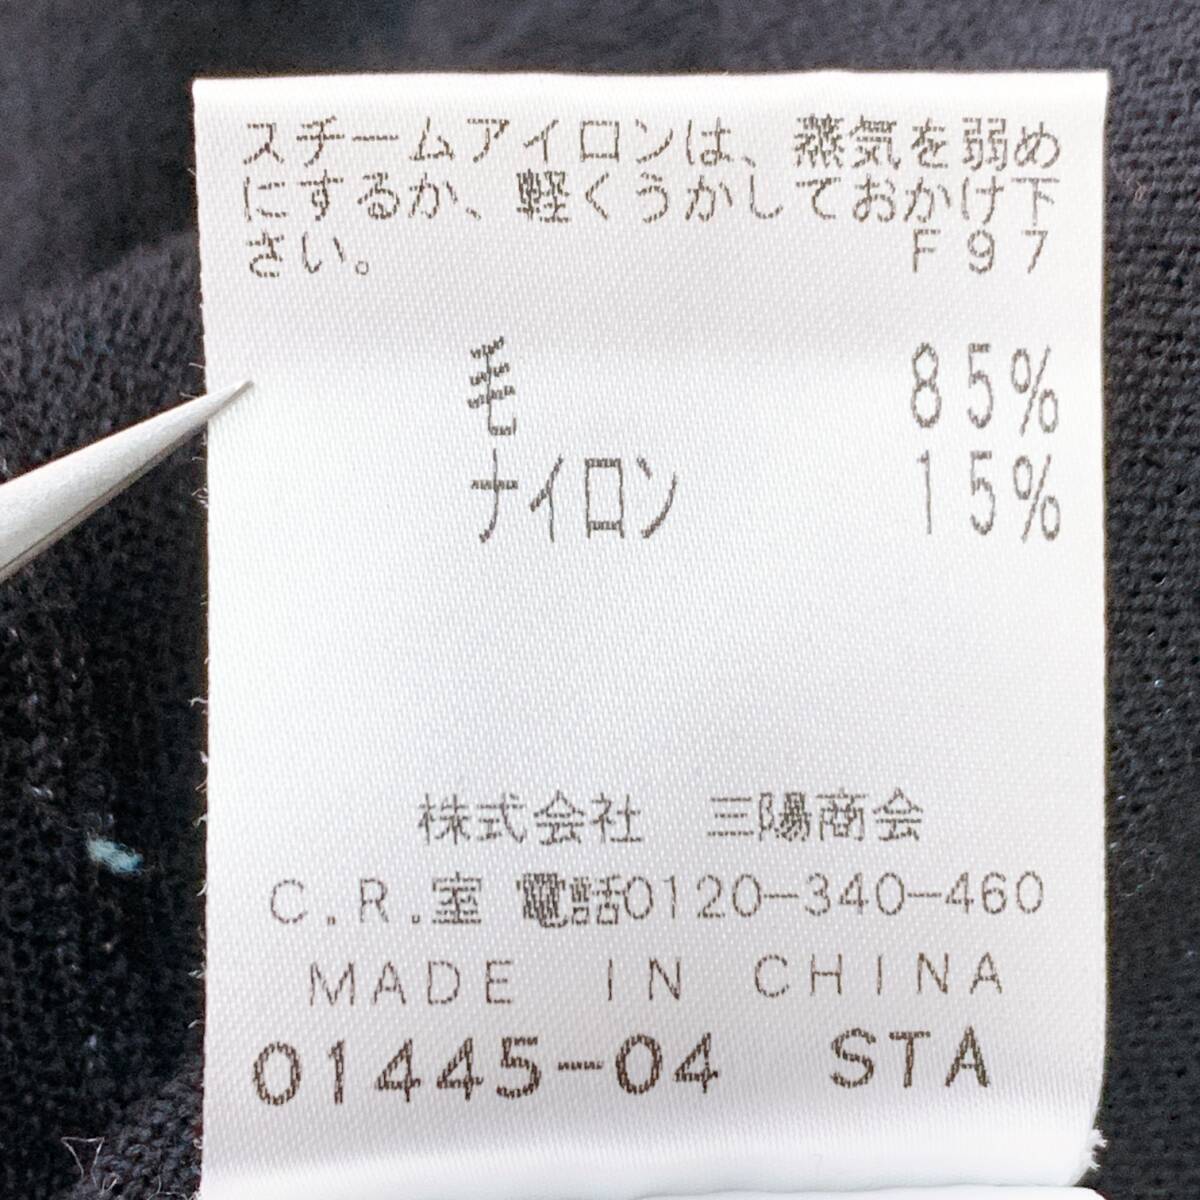 スチームアイロンは、蒸気を弱め
にするか、軽くうかしておかけ下
さい。 F97
毛 85%
ナイロン 15%
株式会社 三陽商会
C.R.室 電話0120-340-460
MADE IN CHINA
01445-04 STA